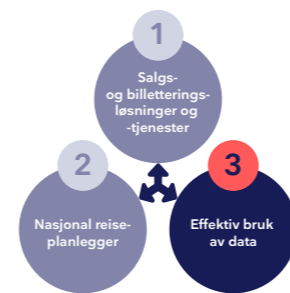 1
Salgs-
og billetterings-
løsninger og
-tjenester
2
Nasjonal reise-
planlegger
3
Effektiv bruk
av data